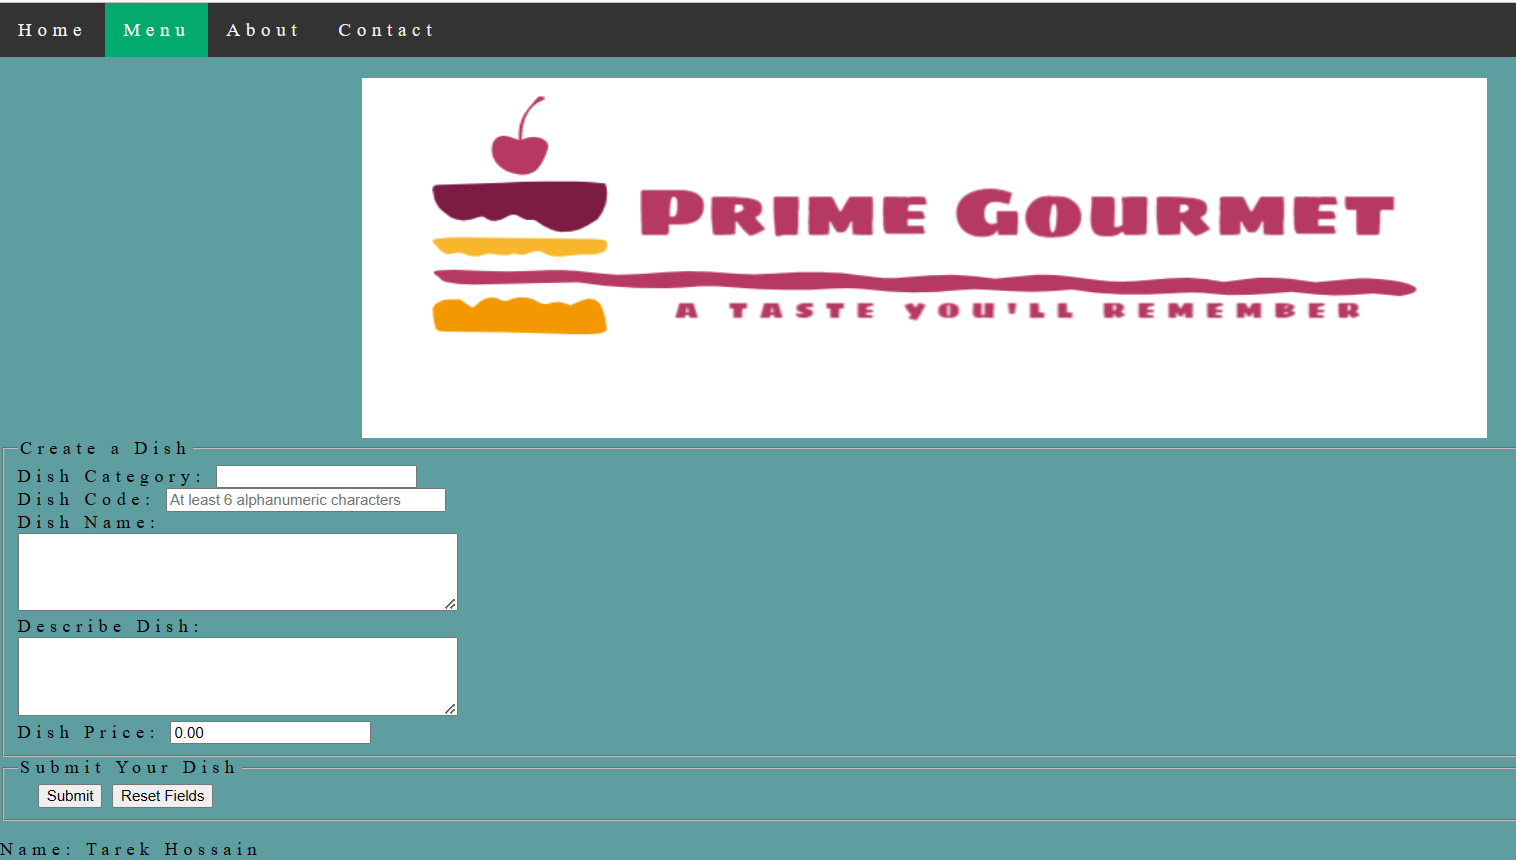 Home Menu About Contact
PRIME GOURMET
A TASTE YOU'LL REMEMBER
Create a Dish
Dish Category:
Dish Code: At least 6 alphanumeric characters
Dish Name:
Describe Dish:
Dish Price: 0.00
Submit Your Dish
Submit Reset Fields
Name: Tarek Hossain